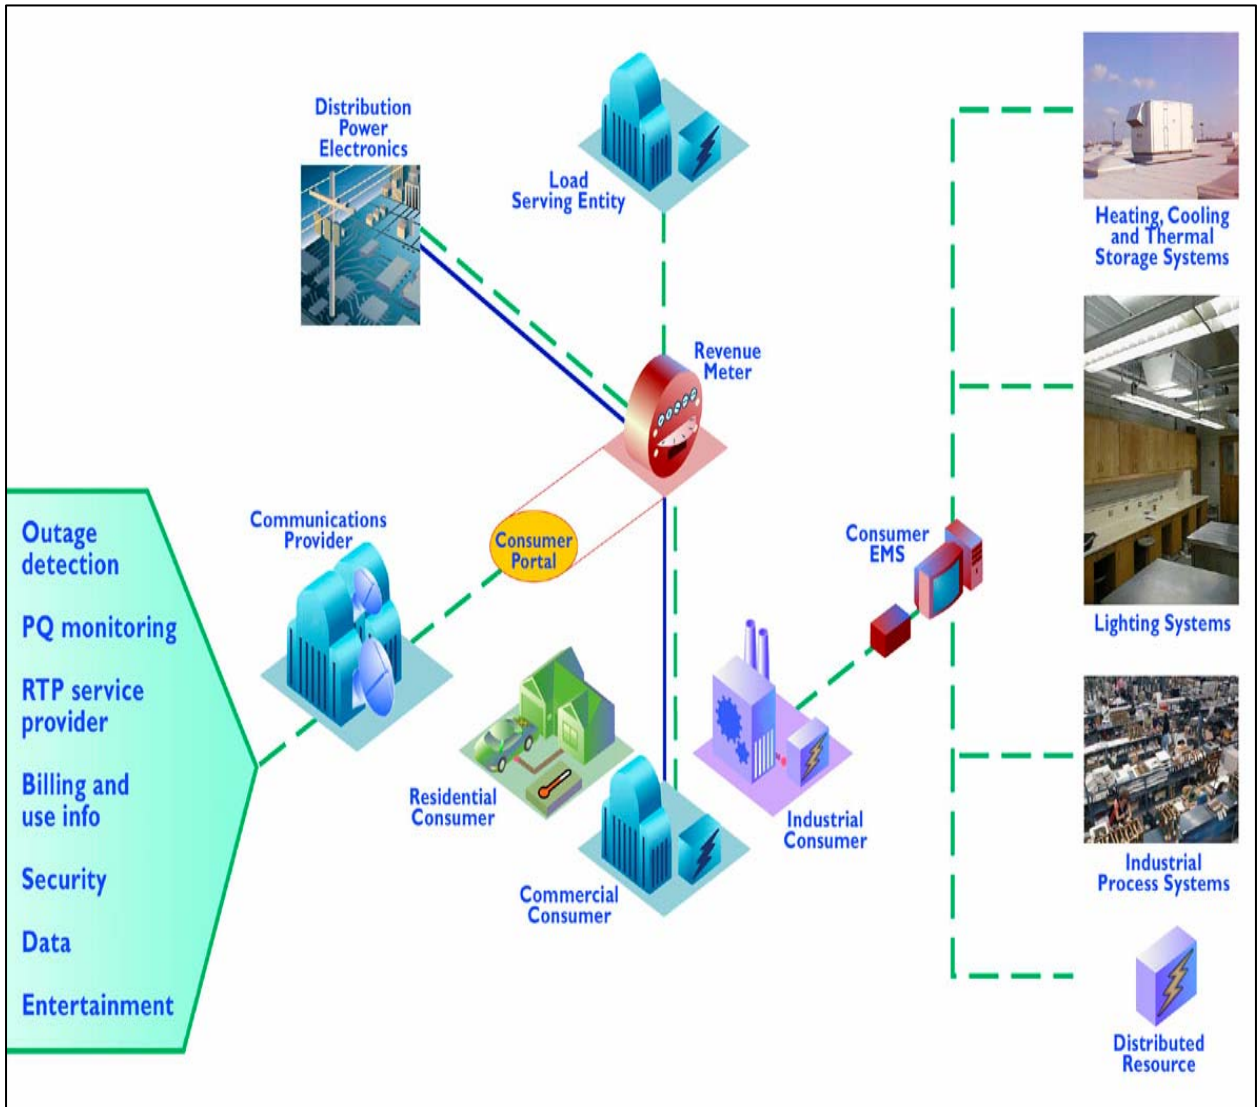 Distribution
Power
Electronics
Load
Serving Entity
Heating, Cooling
and Thermal
Storage Systems
Revenue
Meter
Outage
detection
PQ monitoring
RTP service
provider
Billing and
use info
Security
Data
Entertainment
Communications
Provider
Consumer
Portal
Consumer
EMS
Lighting Systems
Residential
Consumer
Commercial
Consumer
Industrial
Consumer
Industrial
Process Systems
Distributed
Resource